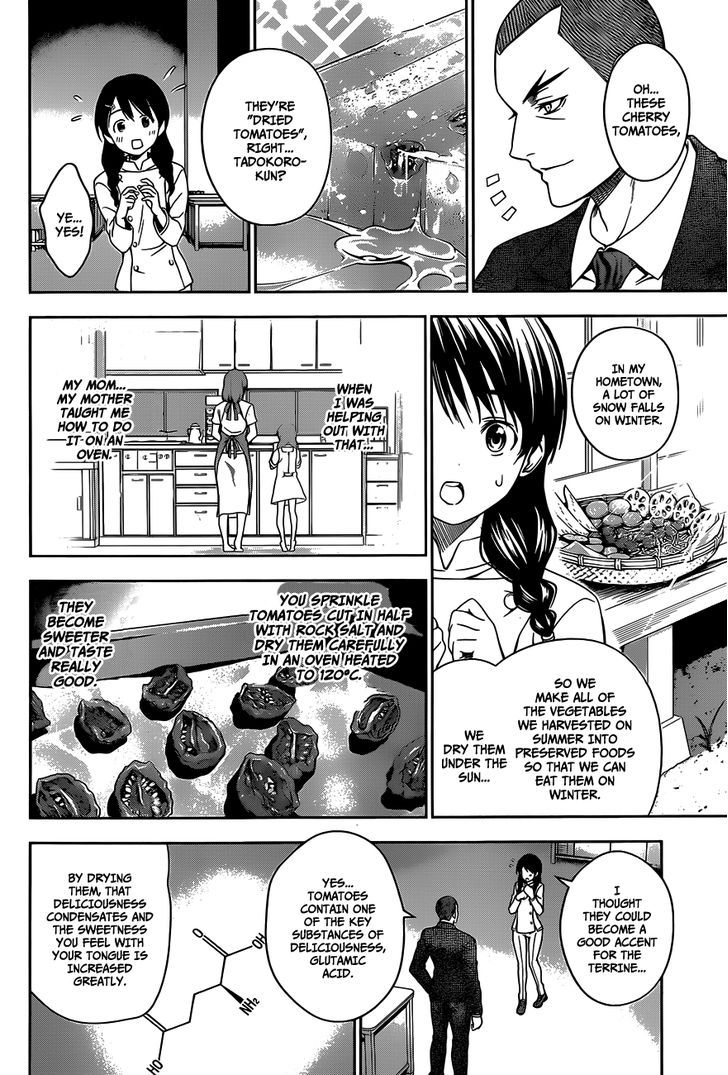 OH...
THESE
CHERRY
TOMATOES,
THEY'RE
"DRIED
TOMATOES",
RIGHT...
TADOKORO-
KUN?
YE...
YES!
IN MY
HOMETOWN,
A LOT OF
SNOW FALLS
ON WINTER.
SO WE
MAKE ALL OF
THE VEGETABLES
WE HARVESTED ON
SUMMER INTO
PRESERVED FOODS
SO THAT WE CAN
EAT THEM ON
WINTER.
WE
DRY THEM
UNDER THE
SUN...
WHEN
I WAS
HELPING
OUT WITH
THAT...
MY MOM...
MY MOTHER
TAUGHT ME
HOW TO DO
IT ON AN
OVEN.
YOU SPRINKLE
TOMATOES CUT IN HALF
WITH ROCK SALT AND
DRY THEM CAREFULLY
IN AN OVEN HEATED
TO 120°C.
THEY
BECOME
SWEETER
AND TASTE
REALLY
GOOD.
I
THOUGHT
THEY COULD
BECOME A
GOOD ACCENT
FOR THE
TERRINE...
YES...
TOMATOES
CONTAIN ONE
OF THE KEY
SUBSTANCES OF
DELICIOUSNESS,
GLUTAMIC
ACID.
BY DRYING
THEM, THAT
DELICIOUSNESS
CONDENSATES AND
THE SWEETNESS
YOU FEEL WITH
YOUR TONGUE IS
INCREASED
GREATLY.
O
OH
NH₂
O
HO